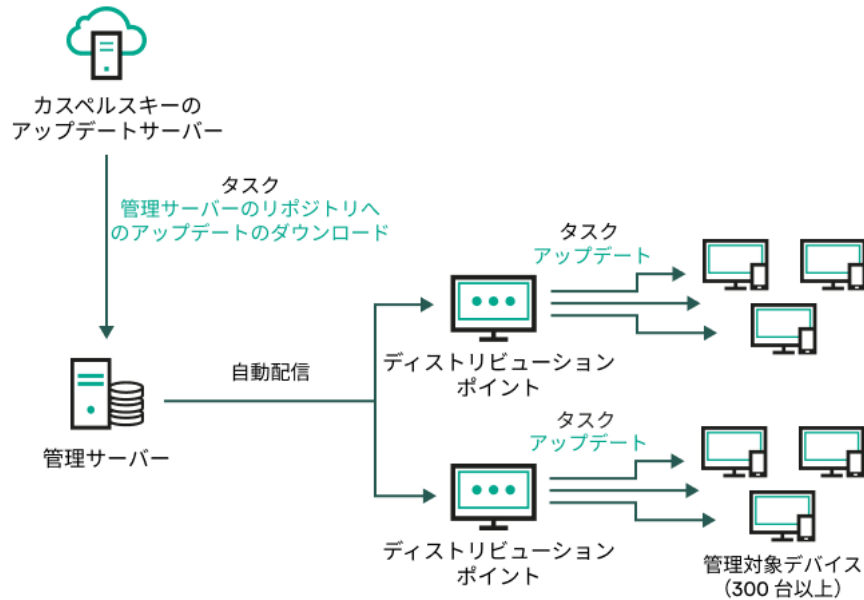 カスペルスキーの
アップデートサーバー
タスク
管理サーバーのリポジトリへ
のアップデートのダウンロード
タスク
アップデート
自動配信
ディストリビューション
ポイント
タスク
アップデート
管理サーバー
ディストリビューション
ポイント
管理対象デバイス
（300 台以上）